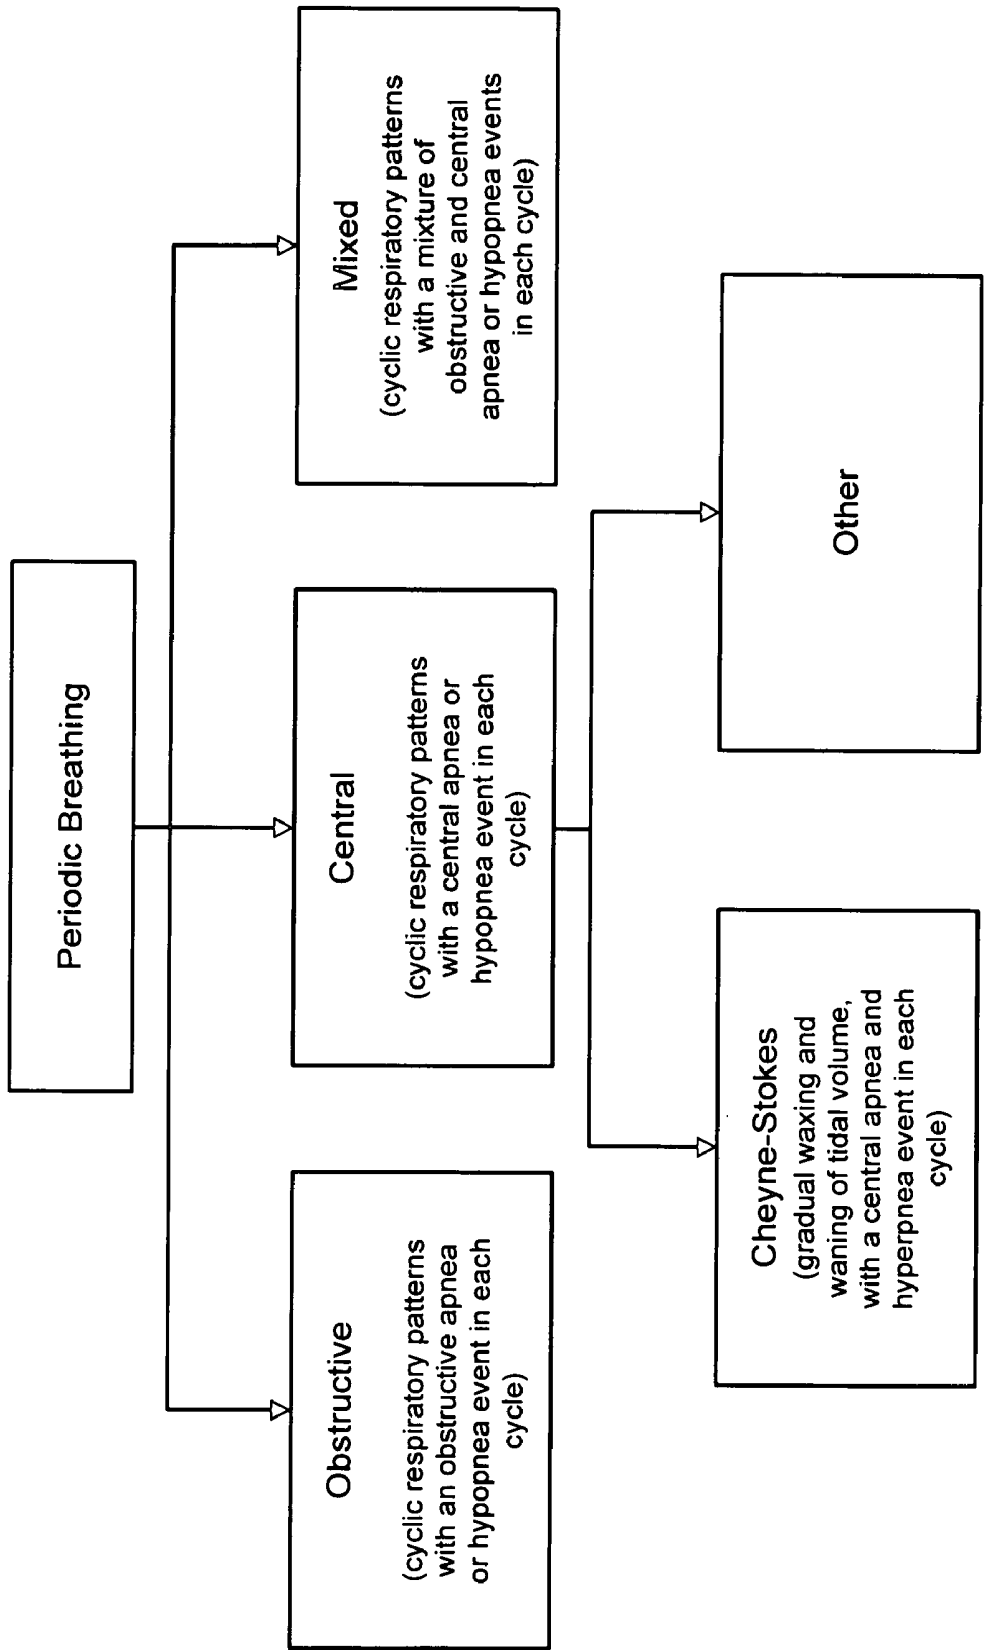 Periodic Breathing
Obstructive
(cyclic respiratory patterns
with an obstructive apnea
or hypopnea event in each
cycle)
Central
(cyclic respiratory patterns
with a central apnea or
hypopnea event in each
cycle)
Mixed
(cyclic respiratory patterns
with a mixture of
obstructive and central
apnea or hypopnea events
in each cycle)
Cheyne-Stokes
(gradual waxing and
waning of tidal volume,
with a central apnea and
hyperpnea event in each
cycle)
Other